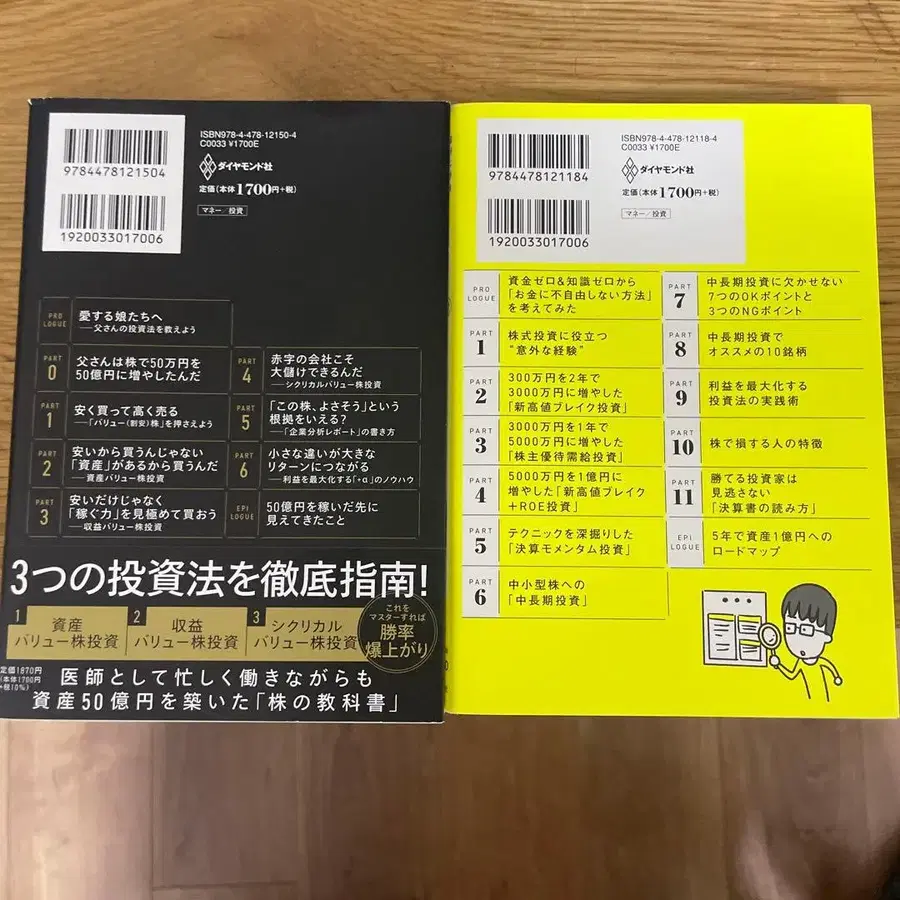 ISBN978-4-478-12150-4
C0033 ¥1700E
9784478121504
ダイヤモンド社
定価(本体1700円+税)
マネー/投資
1920033017006
PRO
LOGUE
愛する娘たちへ
──父さんの投資法を教えよう
PART
0
父さんは株で50万円を
50億円に増やしたんだ
PART
1
安く買って高く売る
──「バリュー(割安)株」を押さえよう
PART
2
安いから買うんじゃない
「資産」があるから買うんだ
──資産バリュー株投資
PART
3
安いだけじゃなく
「稼ぐ力」を見極めて買おう
──収益バリュー株投資
PART
4
赤字の会社こそ
大儲けできるんだ
──シクリカルバリュー株投資
PART
5
「この株、よさそう」という
根拠をいえる?
──「企業分析レポート」の書き方
PART
6
小さな違いが大きな
リターンにつながる
──利益を最大化する「+α」のノウハウ
EPI
LOGUE
50億円を稼いだ先に
見えてきたこと
3つの投資法を徹底指南!
1
資産
バリュー株投資
2
収益
バリュー株投資
3
シクリカル
バリュー株投資
これを
マスターすれば
勝率
爆上がり
定価1870円
(本体1700円
+税10%)
医師として忙しく働きながらも
資産50億円を築いた「株の教科書」
ISBN978-4-478-12118-4
C0033 ¥1700E
9784478121184
ダイヤモンド社
定価(本体1700円+税)
マネー/投資
1920033017006
PRO
LOGUE
資金ゼロ&知識ゼロから
「お金に不自由しない方法」
を考えてみた
PART
1
株式投資に役立つ
"意外な経験"
PART
2
300万円を2年で
3000万円に増やした
「新高値ブレイク投資」
PART
3
3000万円を1年で
5000万円に増やした
「株主優待需給投資」
PART
4
5000万円を1億円に
増やした「新高値ブレイク
+ROE投資」
PART
5
テクニックを深掘りした
「決算モメンタム投資」
PART
6
中小型株への
「中長期投資」
PART
7
中長期投資に欠かせない
7つのOKポイントと
3つのNGポイント
PART
8
中長期投資で
オススメの10銘柄
PART
9
利益を最大化する
投資法の実践術
PART
10
株で損する人の特徴
PART
11
勝てる投資家は
見逃さない
「決算書の読み方」
EPI
LOGUE
5年で資産1億円への
ロードマップ